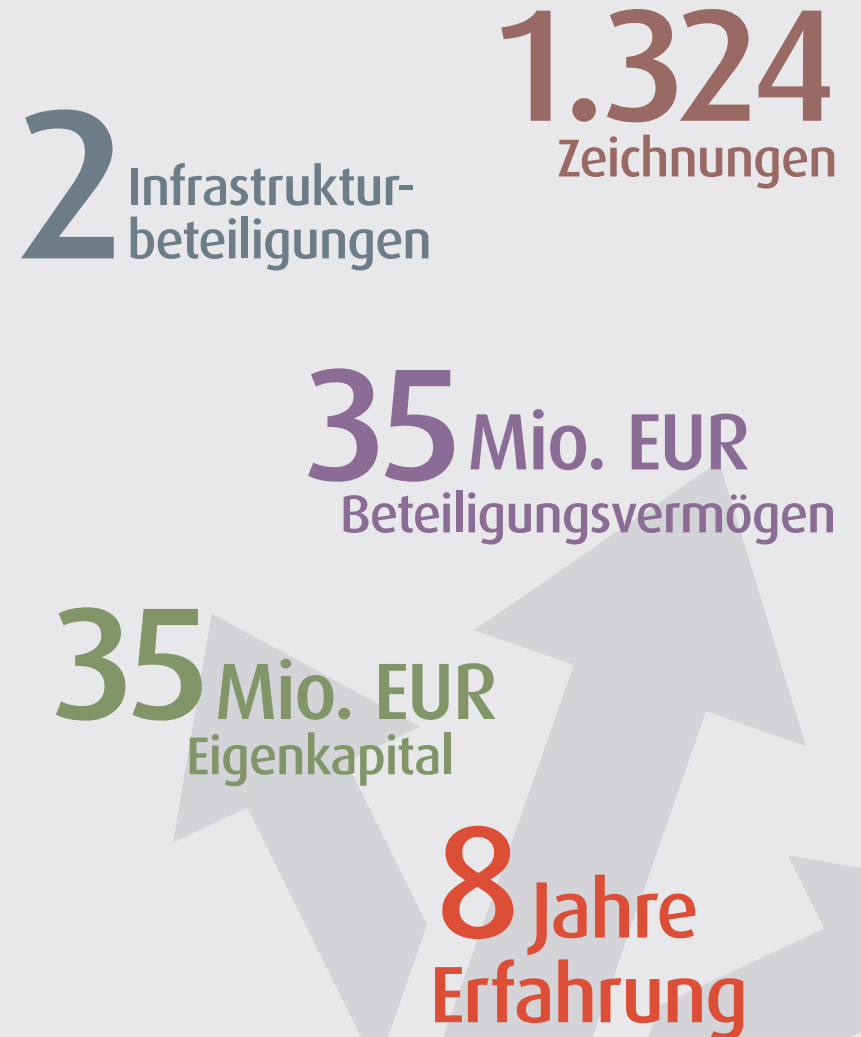 1.324
Zeichnungen
2 Infrastruktur-
beteiligungen
35 Mio. EUR
Beteiligungsvermögen
35 Mio. EUR
Eigenkapital
8 Jahre
Erfahrung